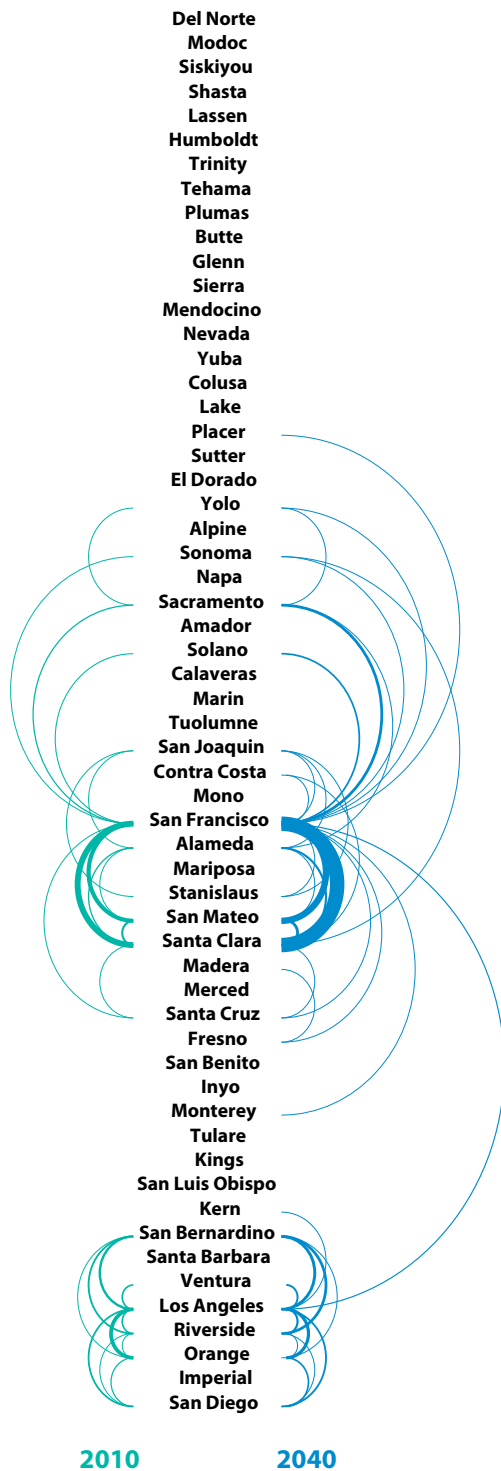 Del Norte
Modoc
Siskiyou
Shasta
Lassen
Humboldt
Trinity
Tehama
Plumas
Butte
Glenn
Sierra
Mendocino
Nevada
Yuba
Colusa
Lake
Placer
Sutter
El Dorado
Yolo
Alpine
Sonoma
Napa
Sacramento
Amador
Solano
Calaveras
Marin
Tuolumne
San Joaquin
Contra Costa
Mono
San Francisco
Alameda
Mariposa
Stanislaus
San Mateo
Santa Clara
Madera
Merced
Santa Cruz
Fresno
San Benito
Inyo
Monterey
Tulare
Kings
San Luis Obispo
Kern
San Bernardino
Santa Barbara
Ventura
Los Angeles
Riverside
Orange
Imperial
San Diego
2010 2040